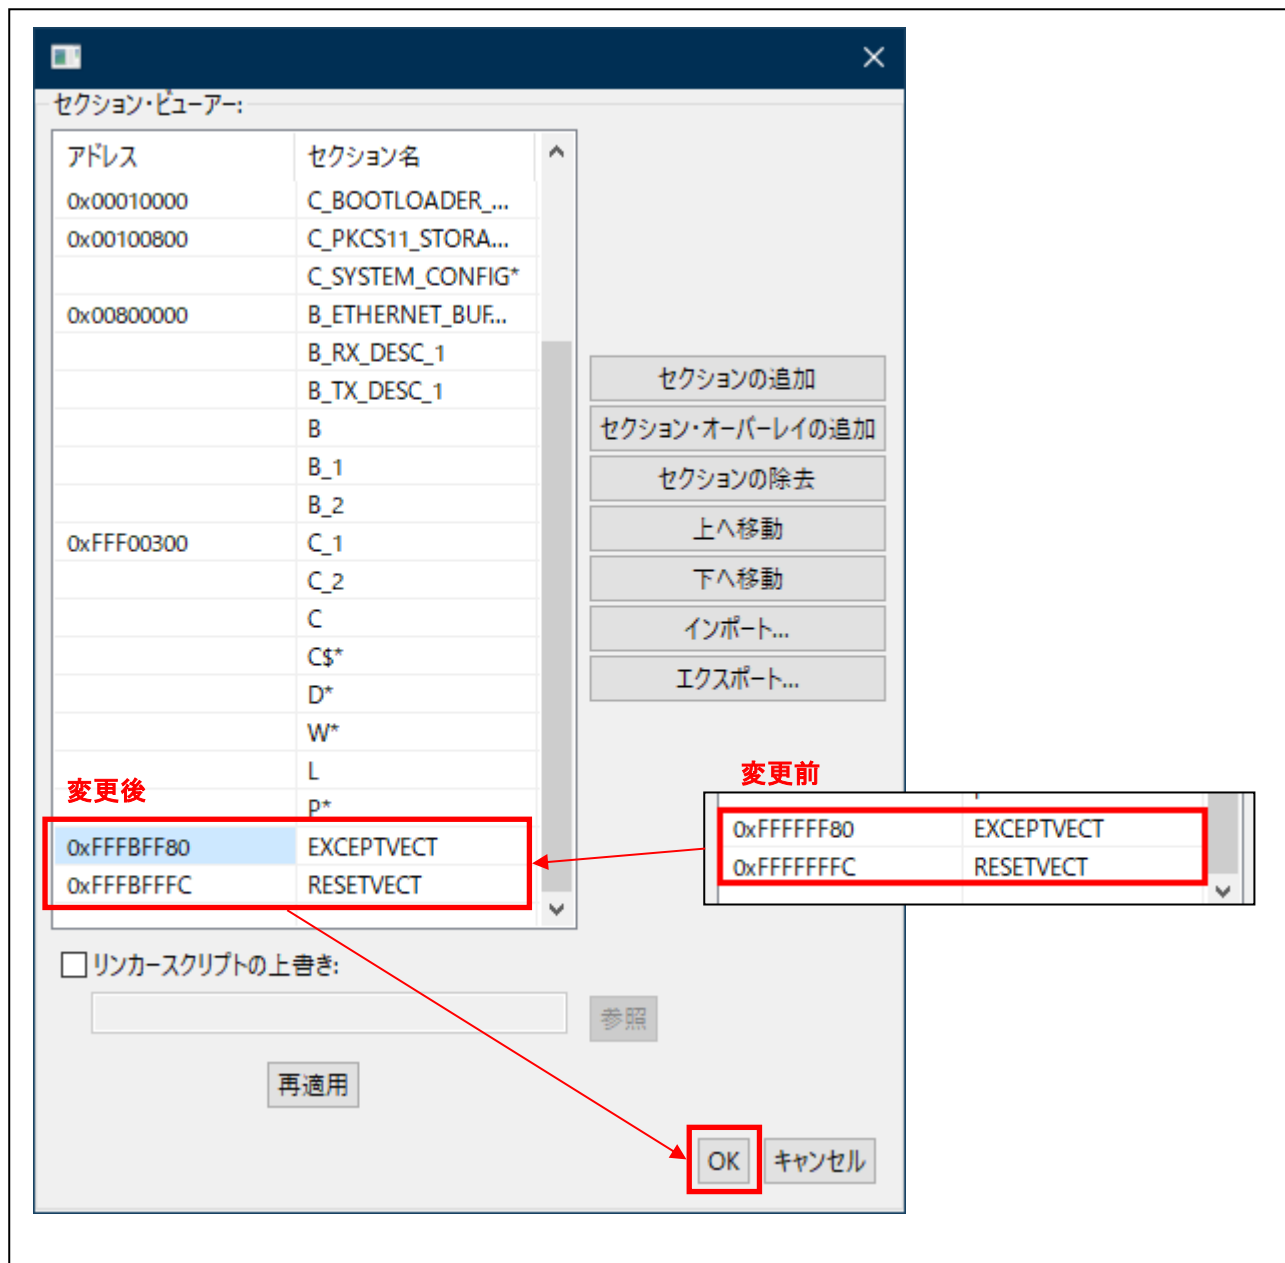 セクション・ビューアー:
アドレス セクション名
0x00010000 C_BOOTLOADER_...
0x00100800 C_PKCS11_STORA...
C_SYSTEM_CONFIG*
0x00800000 B_ETHERNET_BUF...
B_RX_DESC_1
B_TX_DESC_1
B
B_1
B_2
0xFFF00300 C_1
C_2
C
C$*
D*
W*
L
P*
変更後
0xFFFBFF80 EXCEPTVECT
0xFFFBFFFC RESETVECT
セクションの追加
セクション・オーバーレイの追加
セクションの除去
上へ移動
下へ移動
インポート...
エクスポート...
変更前
0xFFFFFF80 EXCEPTVECT
0xFFFFFFFC RESETVECT
リンカースクリプトの上書き:
参照
再適用
OK キャンセル